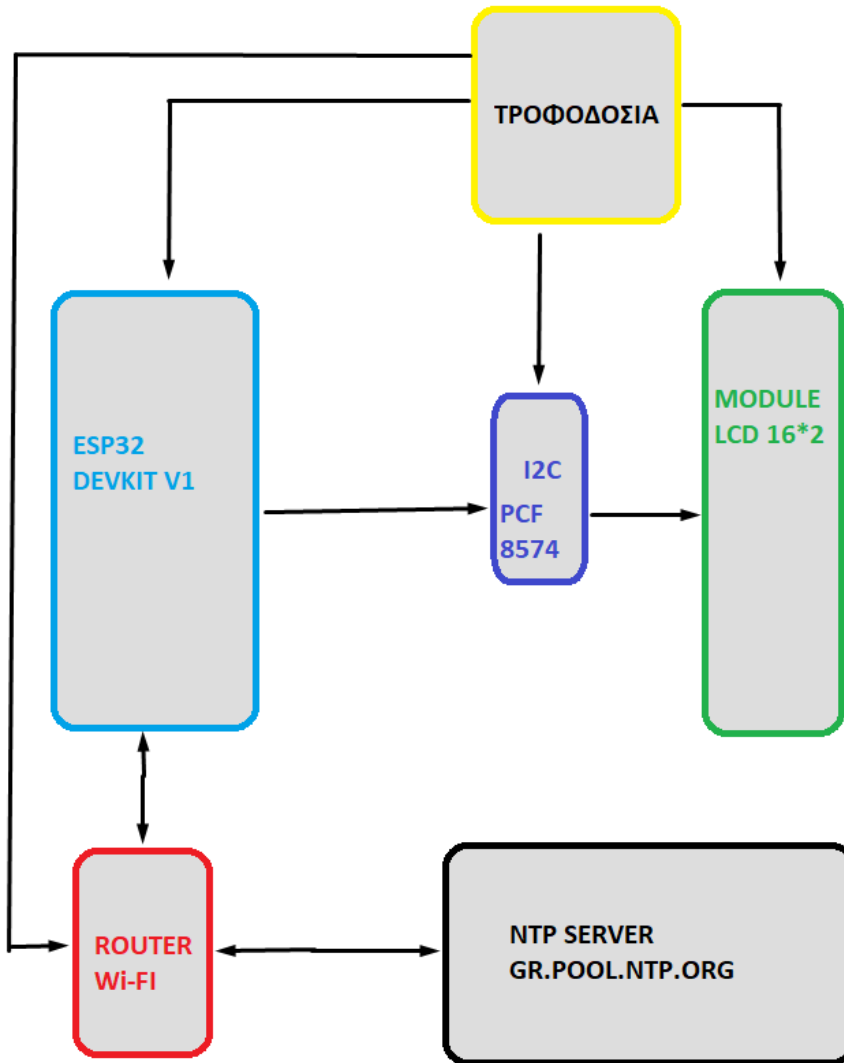 ΤΡΟΦΟΔΟΣΙΑ
ESP32
DEVKIT V1
I2C
PCF
8574
MODULE
LCD 16*2
ROUTER
Wi-FI
NTP SERVER
GR.POOL.NTP.ORG